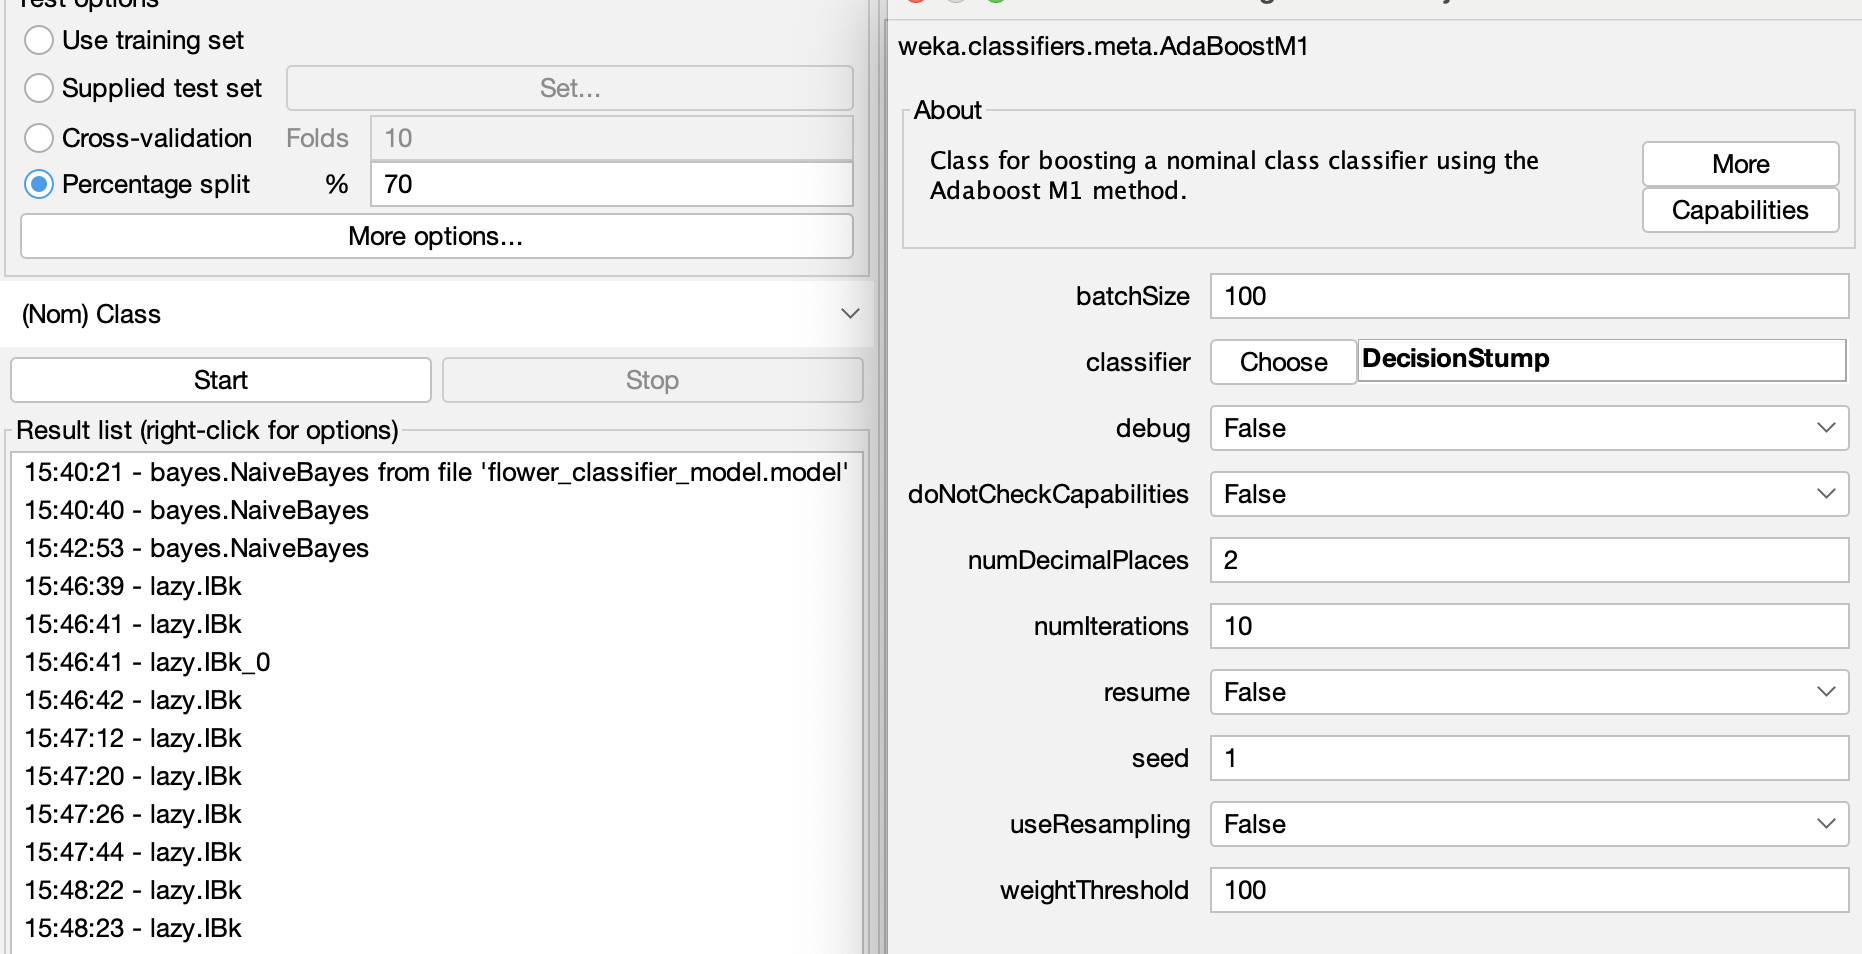 Test options
Use training set
Supplied test set Set...
Cross-validation Folds 10
Percentage split % 70
More options...
(Nom) Class
Start Stop
Result list (right-click for options)
15:40:21 - bayes.NaiveBayes from file 'flower_classifier_model.model'
15:40:40 - bayes.NaiveBayes
15:42:53 - bayes.NaiveBayes
15:46:39 - lazy.IBk
15:46:41 - lazy.IBk
15:46:41 - lazy.IBk_0
15:46:42 - lazy.IBk
15:47:12 - lazy.IBk
15:47:20 - lazy.IBk
15:47:26 - lazy.IBk
15:47:44 - lazy.IBk
15:48:22 - lazy.IBk
15:48:23 - lazy.IBk
weka.classifiers.meta.AdaBoostM1
About
Class for boosting a nominal class classifier using the
Adaboost M1 method.
More
Capabilities
batchSize 100
classifier Choose DecisionStump
debug False
doNotCheckCapabilities False
numDecimalPlaces 2
numIterations 10
resume False
seed 1
useResampling False
weightThreshold 100